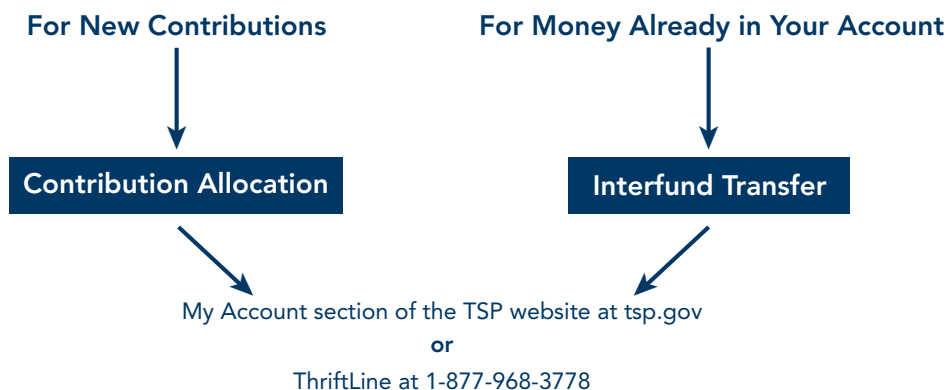 For New Contributions
For Money Already in Your Account
Contribution Allocation
Interfund Transfer
My Account section of the TSP website at tsp.gov
or
ThriftLine at 1-877-968-3778